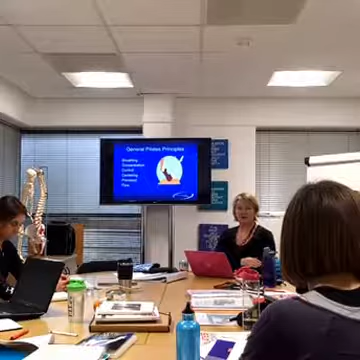 General Pilates Principles
Breathing
Concentration
Control
Centering
Precision
Flow